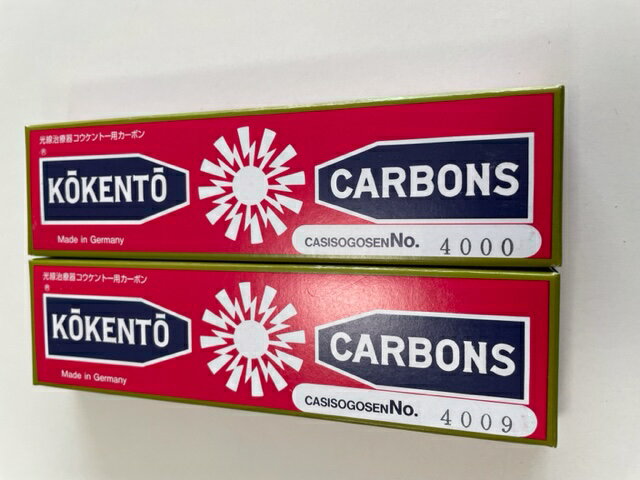 光線治療器コウケントー用カーボン
®
KŌKENTŌ
CARBONS
Made in Germany
CASISOGOSEN No. 4000
光線治療器コウケントー用カーボン
®
KŌKENTŌ
CARBONS
Made in Germany
CASISOGOSEN No. 4009